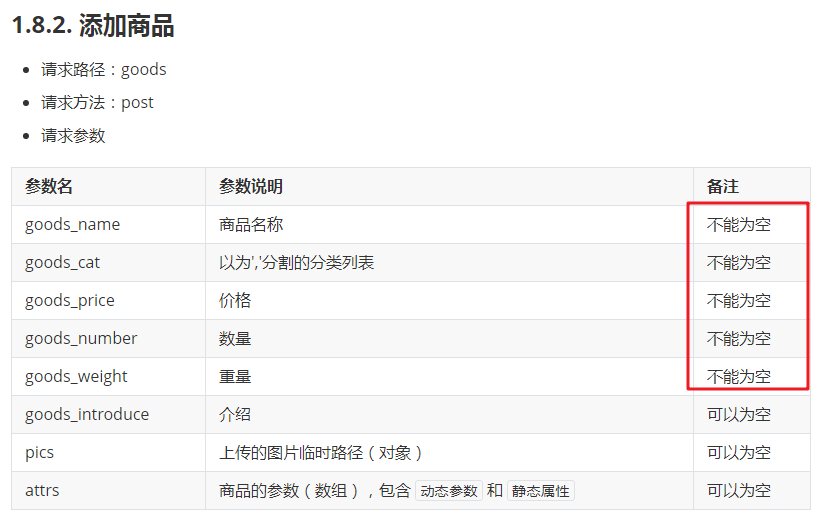 1.8.2. 添加商品
请求路径：goods
请求方法：post
请求参数
参数名 参数说明 备注
goods_name 商品名称 不能为空
goods_cat 以为','分割的分类列表 不能为空
goods_price 价格 不能为空
goods_number 数量 不能为空
goods_weight 重量 不能为空
goods_introduce 介绍 可以为空
pics 上传的图片临时路径（对象） 可以为空
attrs 商品的参数（数组），包含 动态参数 和 静态属性 可以为空